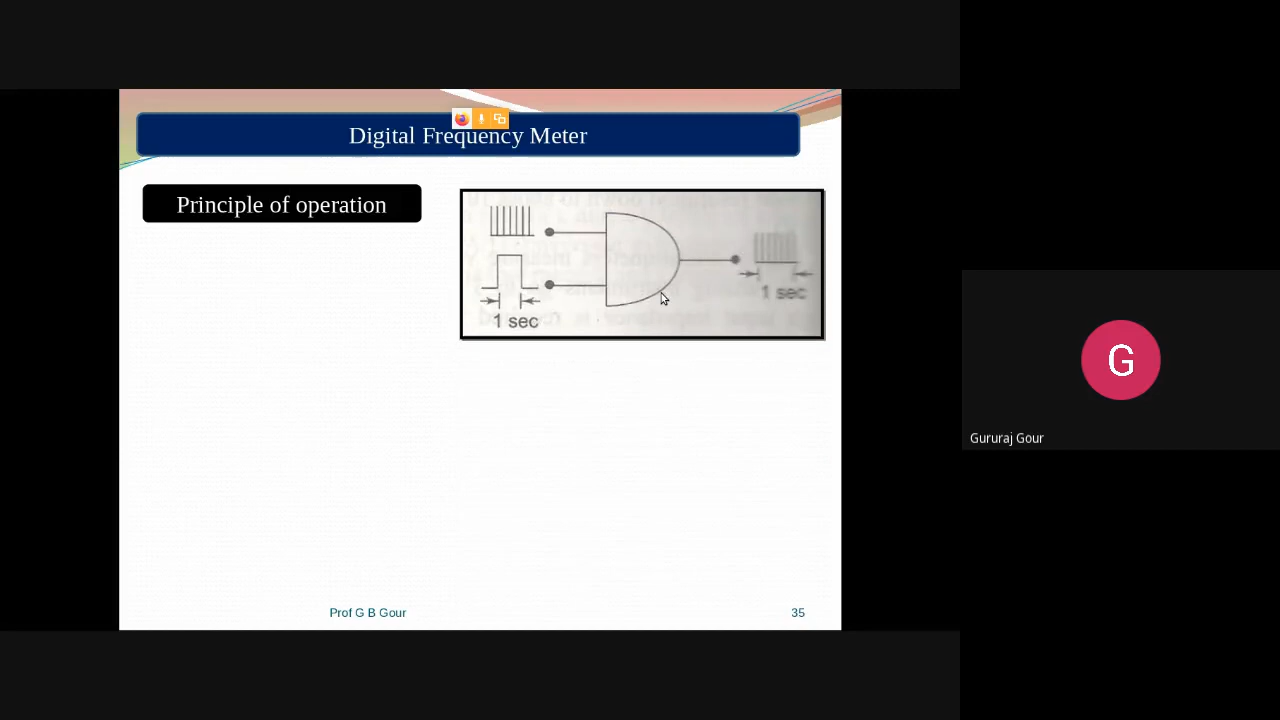 Digital Frequency Meter
Principle of operation
1 sec
1 sec
G
Gururaj Gour
Prof G B Gour
35